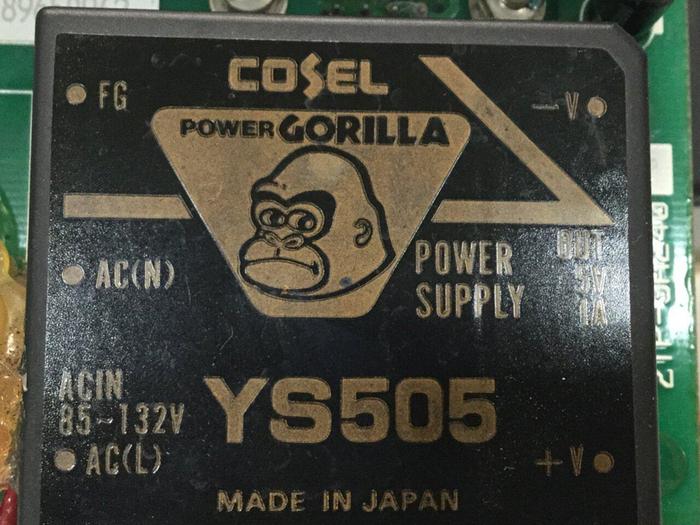 COSEL
FG
-V
POWER GORILLA
AC(N)
POWER
SUPPLY
OUT
5V
1A
ACIN
85~132V
YS505
AC(L)
+V
MADE IN JAPAN